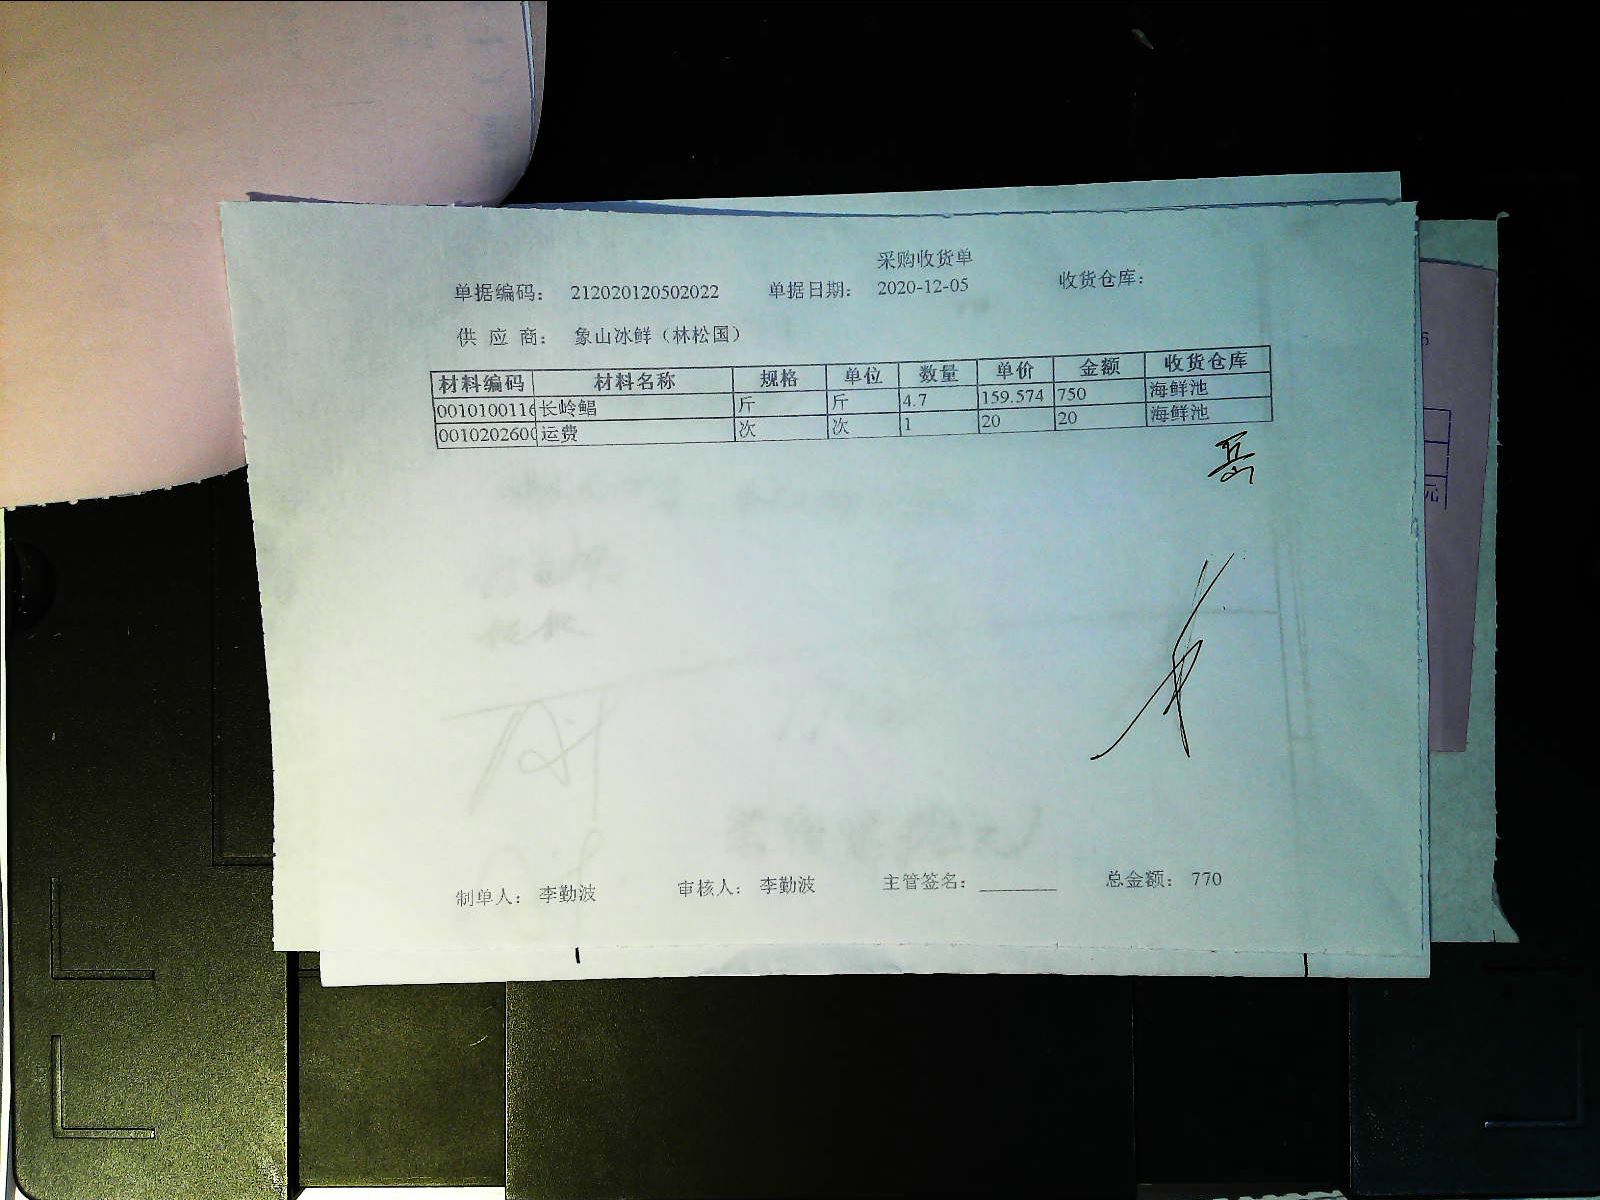 采购收货单
单据编码： 212020120502022 单据日期： 2020-12-05 收货仓库：
供 应 商： 象山冰鲜（林松国）
材料编码 材料名称 规格 单位 数量 单价 金额 收货仓库
0010100116 长岭鲳 斤 斤 4.7 159.574 750 海鲜池
0010202600 运费 次 次 1 20 20 海鲜池
岳
制单人： 李勤波 审核人： 李勤波 主管签名： ________ 总金额： 770
元